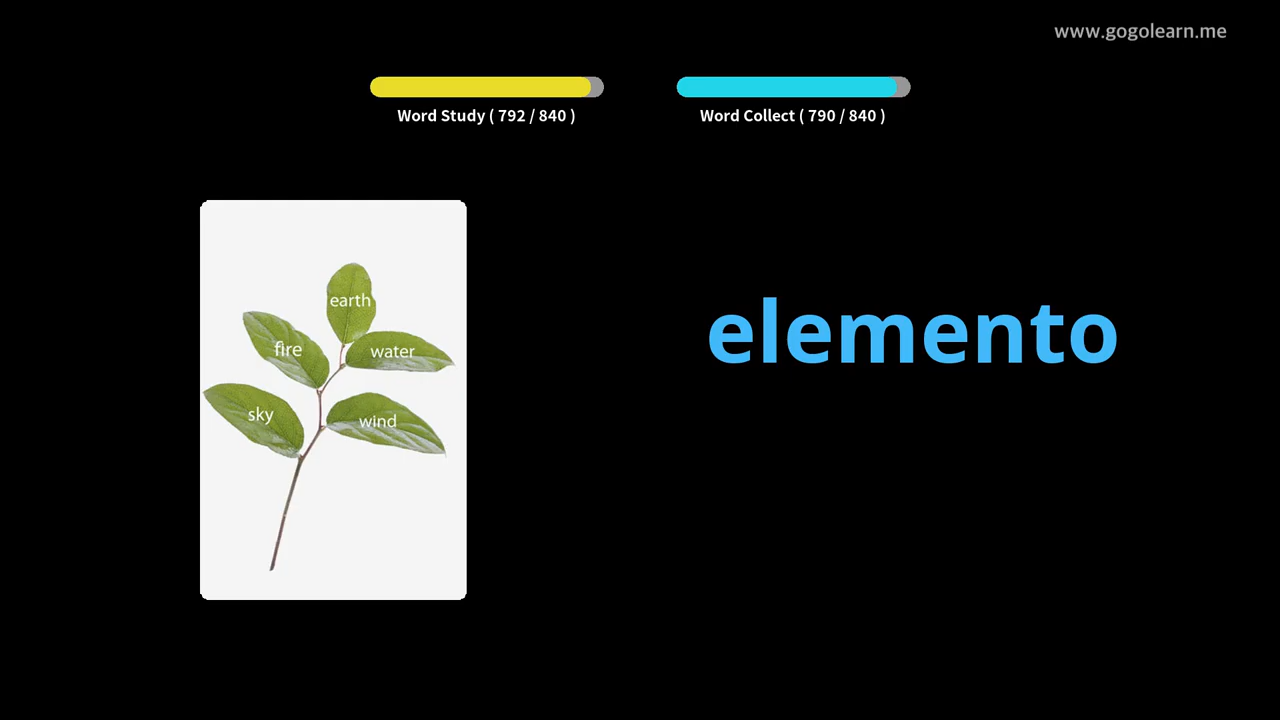 www.gogolearn.me
Word Study ( 792 / 840 )
Word Collect ( 790 / 840 )
earth
fire
water
sky
wind
elemento